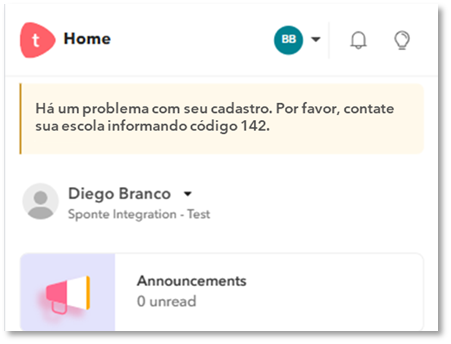 t Home BB
Há um problema com seu cadastro. Por favor, contate
sua escola informando código 142.
Diego Branco
Sponte Integration - Test
Announcements
0 unread